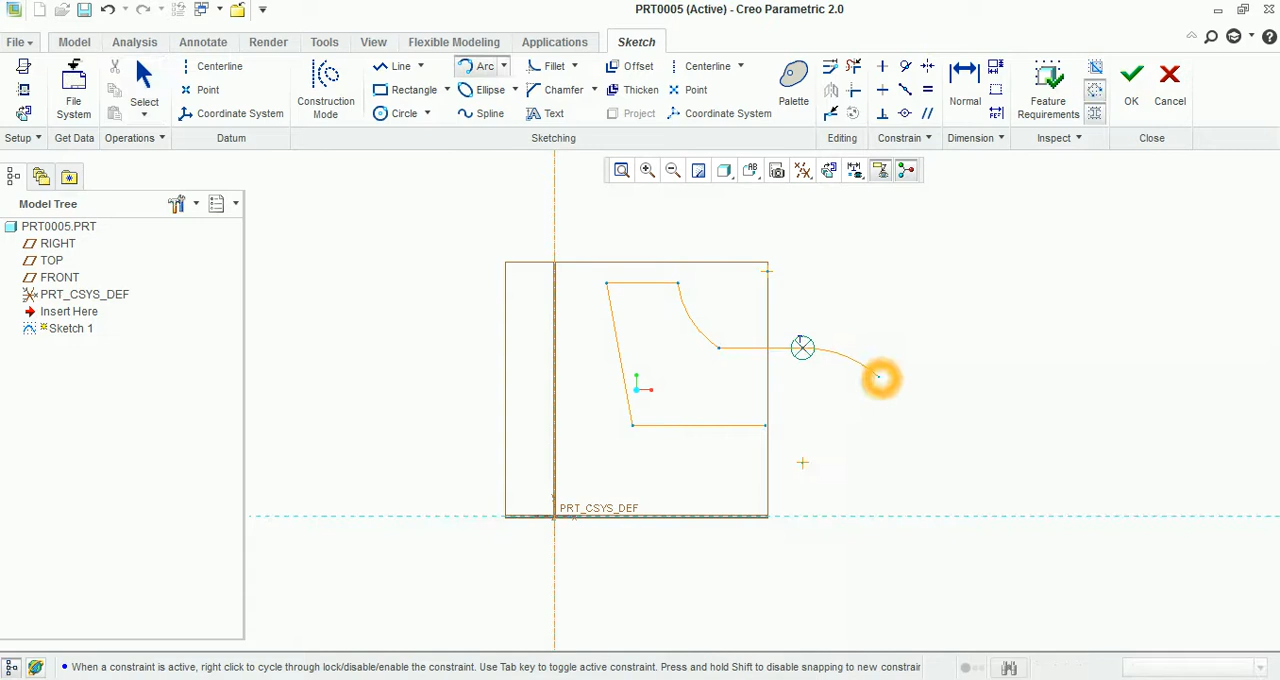 PRT0005 (Active) - Creo Parametric 2.0
File Model Analysis Annotate Render Tools View Flexible Modeling Applications Sketch
Centerline Line Arc Fillet Offset Centerline
Point Rectangle Ellipse Chamfer Thicken Point
File System Select Coordinate System Construction Mode Circle Spline Text Project Coordinate System Palette Normal Feature Requirements OK Cancel
Setup Get Data Operations Datum Sketching Editing Constrain Dimension Inspect Close
Model Tree
PRT0005.PRT
RIGHT
TOP
FRONT
PRT_CSYS_DEF
Insert Here
Sketch 1
T
PRT_CSYS_DEF
When a constraint is active, right click to cycle through lock/disable/enable the constraint. Use Tab key to toggle active constraint. Press and hold Shift to disable snapping to new constrain